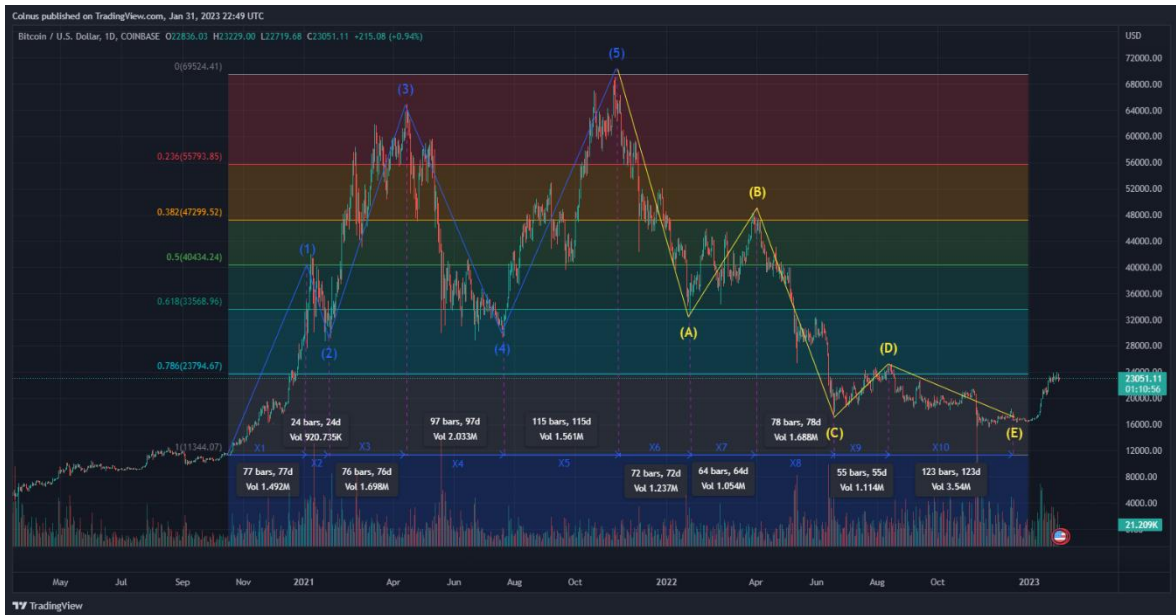 Coinus published on TradingView.com, Jan 31, 2023 22:49 UTC
Bitcoin / U.S. Dollar, 1D, COINBASE O22836.03 H23229.00 L22719.68 C23051.11 +215.08 (+0.94%)
USD
72000.00
68000.00
64000.00
60000.00
56000.00
52000.00
48000.00
44000.00
40000.00
36000.00
32000.00
28000.00
24000.00
23051.11
01:10:56
20000.00
16000.00
12000.00
8000.00
4000.00
21.209K
0(69524.41)
0.236(55793.85)
0.382(47299.52)
0.5(40434.24)
0.618(33568.96)
0.786(23794.67)
1(11344.07)
(1)
(2)
(3)
(4)
(5)
(A)
(B)
(C)
(D)
(E)
X1
X2
X3
X4
X5
X6
X7
X8
X9
X10
77 bars, 77d
Vol 1.492M
24 bars, 24d
Vol 920.735K
76 bars, 76d
Vol 1.698M
97 bars, 97d
Vol 2.033M
115 bars, 115d
Vol 1.561M
72 bars, 72d
Vol 1.237M
64 bars, 64d
Vol 1.054M
78 bars, 78d
Vol 1.688M
55 bars, 55d
Vol 1.114M
123 bars, 123d
Vol 3.54M
May Jul Sep Nov 2021 Apr Jun Aug Oct 2022 Apr Jun Aug Oct 2023
TradingView